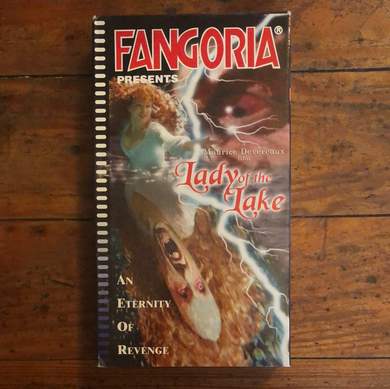 FANGORIA®
PRESENTS
Maurice Devereaux
film
Lady of the
Lake
AN
ETERNITY
OF
REVENGE